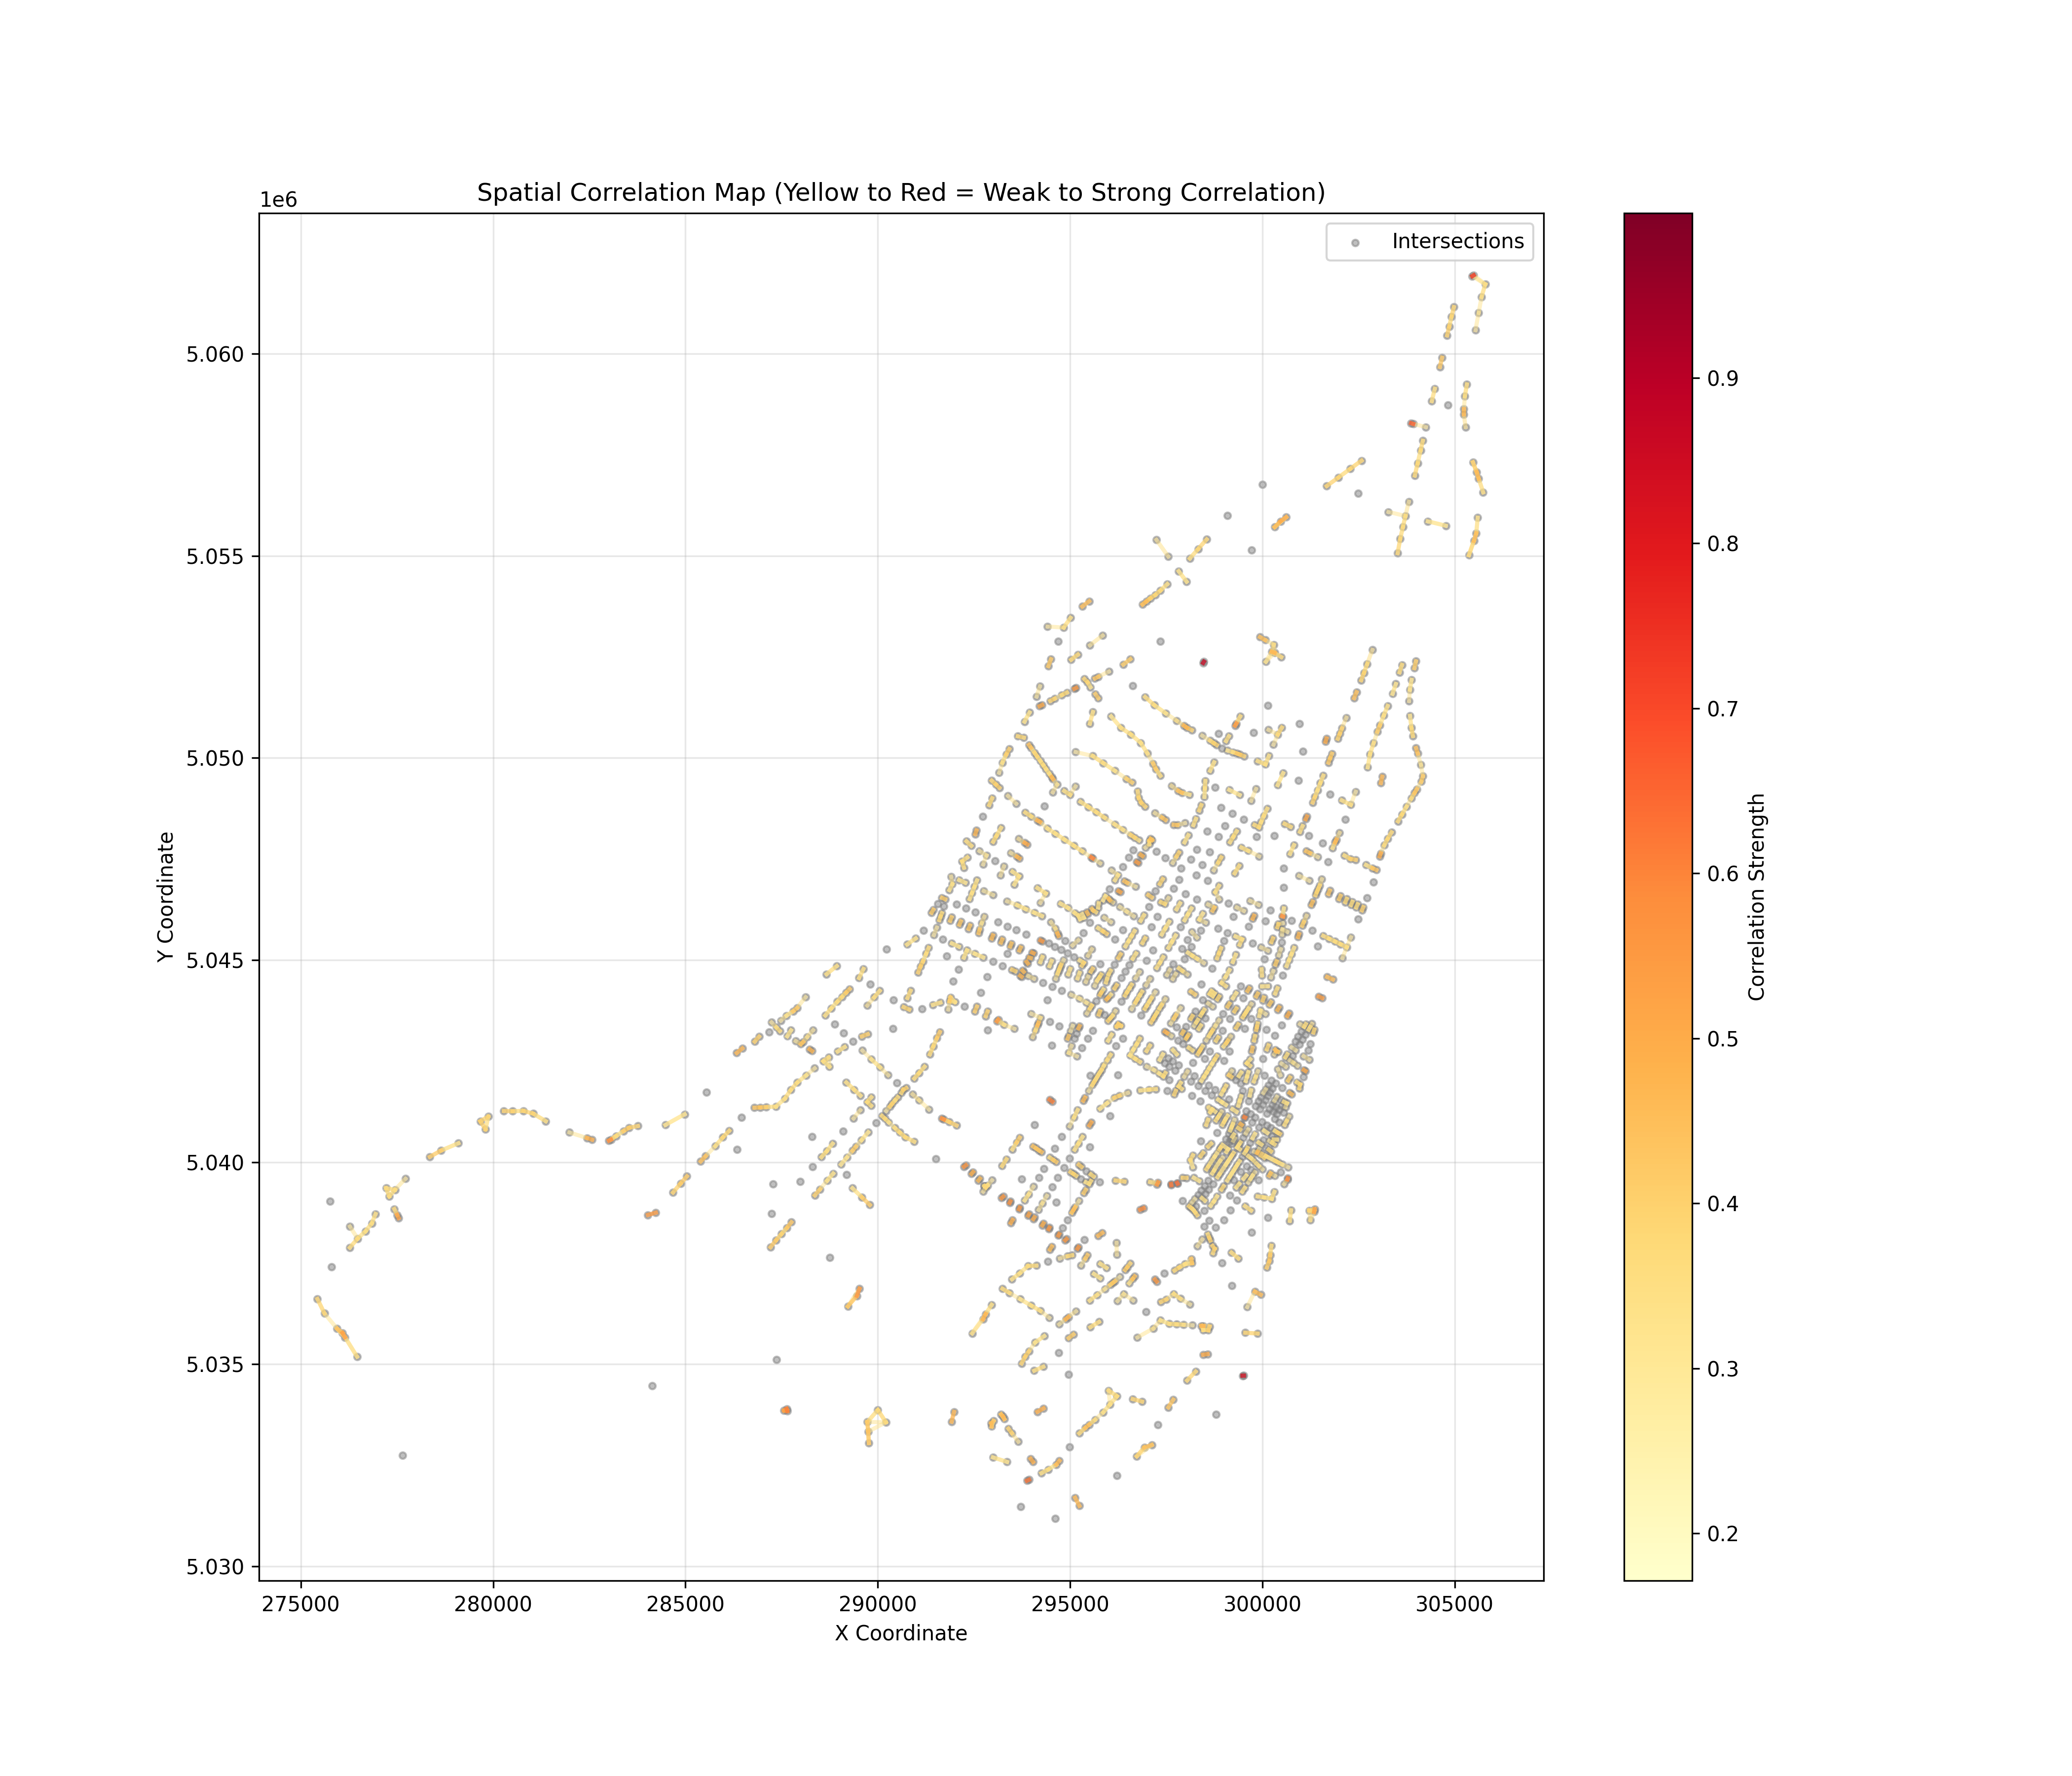 Spatial Correlation Map (Yellow to Red = Weak to Strong Correlation)
1e6
Intersections
5.060
5.055
5.050
5.045
5.040
5.035
5.030
Y Coordinate
275000 280000 285000 290000 295000 300000 305000
X Coordinate
0.9
0.8
0.7
0.6
0.5
0.4
0.3
0.2
Correlation Strength